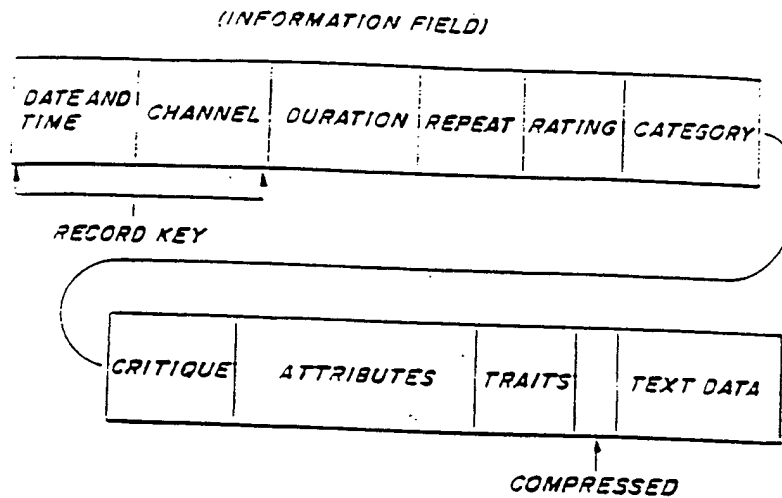 (INFORMATION FIELD)
DATE AND TIME
CHANNEL
DURATION
REPEAT
RATING
CATEGORY
RECORD KEY
CRITIQUE
ATTRIBUTES
TRAITS
TEXT DATA
COMPRESSED